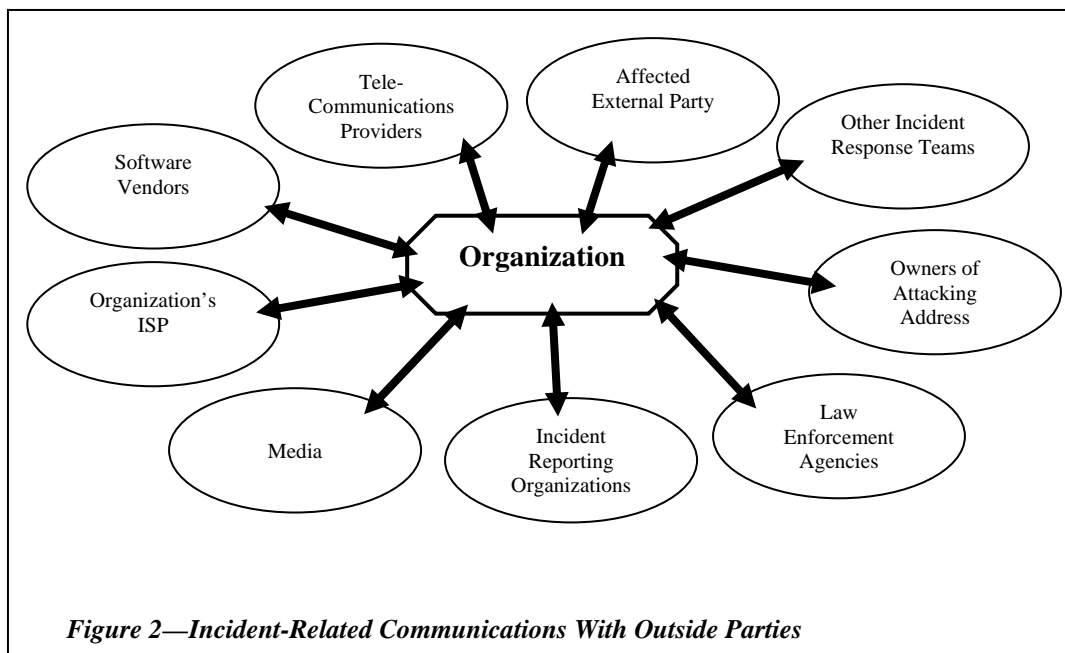 Tele-
Communications
Providers
Affected
External Party
Other Incident
Response Teams
Software
Vendors
Organization
Owners of
Attacking
Address
Organization’s
ISP
Media
Incident
Reporting
Organizations
Law
Enforcement
Agencies
Figure 2—Incident-Related Communications With Outside Parties